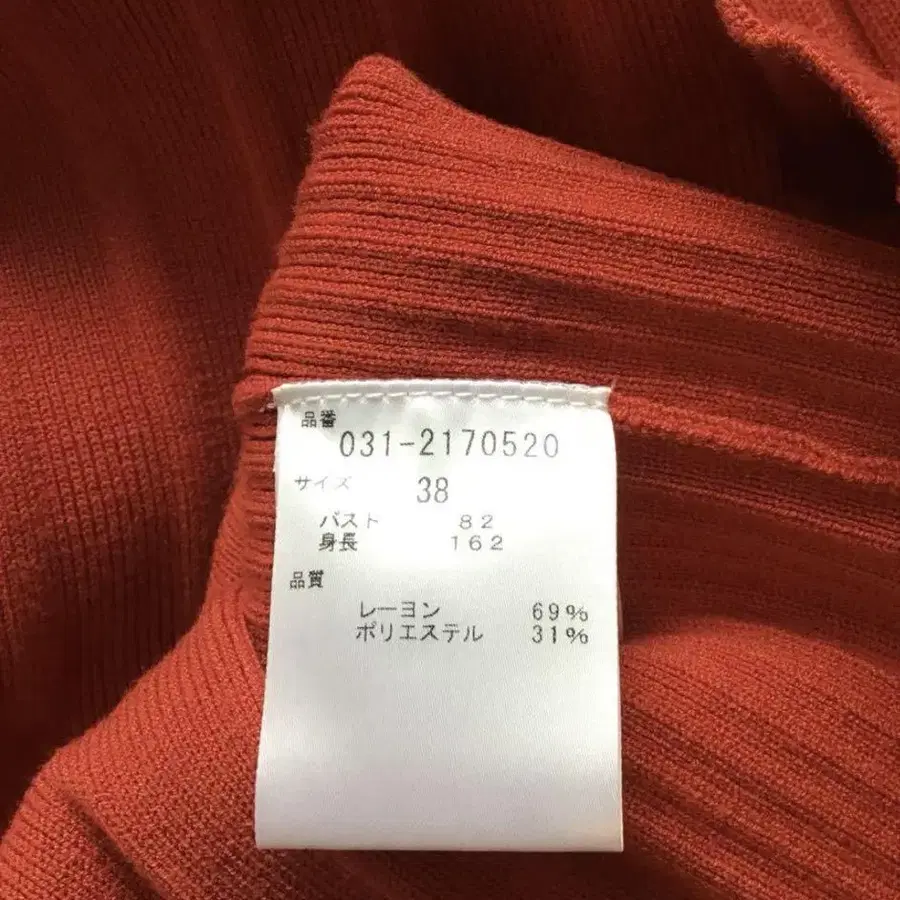 品番
031-2170520
サイズ 38
バスト 82
身長 162
品質
レーヨン 69%
ポリエステル 31%